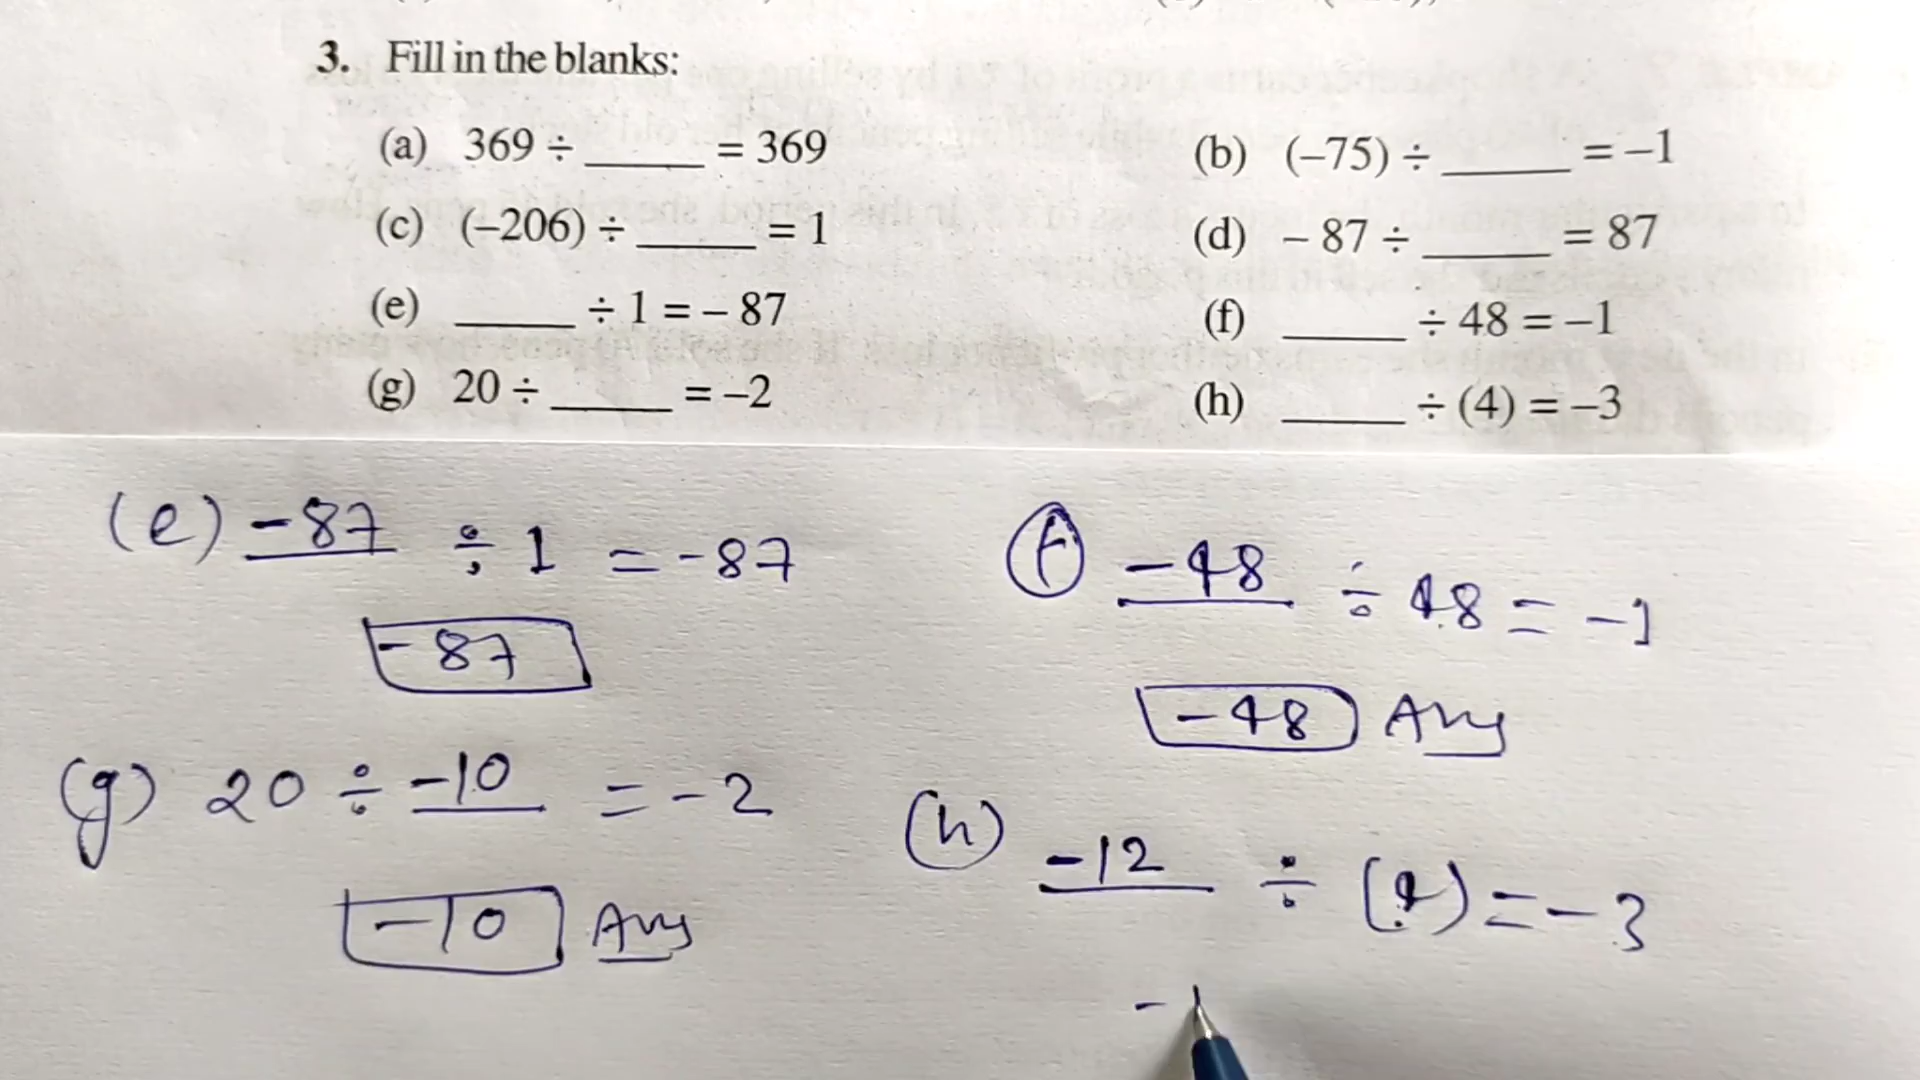 3. Fill in the blanks:
(a) 369 ÷ _____ = 369
(b) (–75) ÷ _____ = –1
(c) (–206) ÷ _____ = 1
(d) – 87 ÷ _____ = 87
(e) _____ ÷ 1 = – 87
(f) _____ ÷ 48 = –1
(g) 20 ÷ _____ = –2
(h) _____ ÷ (4) = –3
(e) -87 ÷ 1 = -87
-87
(f) -48 ÷ 48 = -1
-48 Ans
(g) 20 ÷ -10 = -2
-10 Ans
(h) -12 ÷ (4) = -3
-1